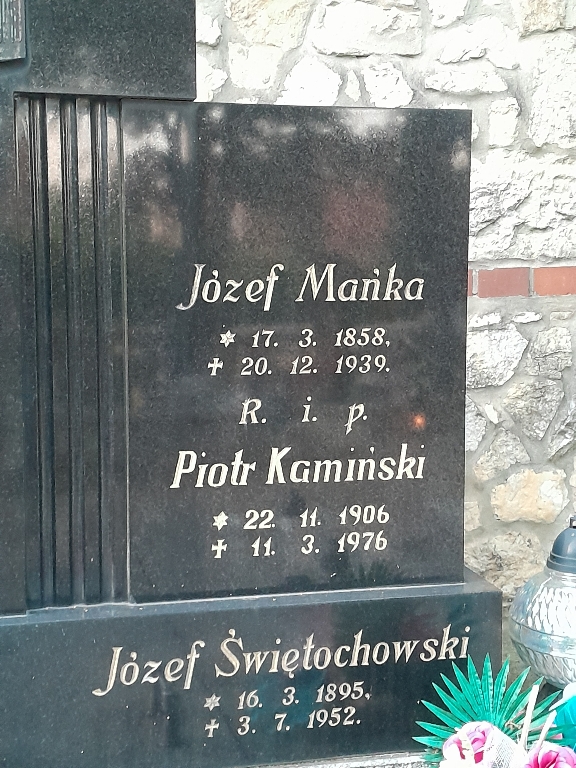 Józef Mańka
✡ 17. 3. 1858,
✝ 20. 12. 1939.
R. i. p.
Piotr Kamiński
✡ 22. 11. 1906
✝ 11. 3. 1976
Józef Świętochowski
✡ 16. 3. 1895,
✝ 3. 7. 1952.